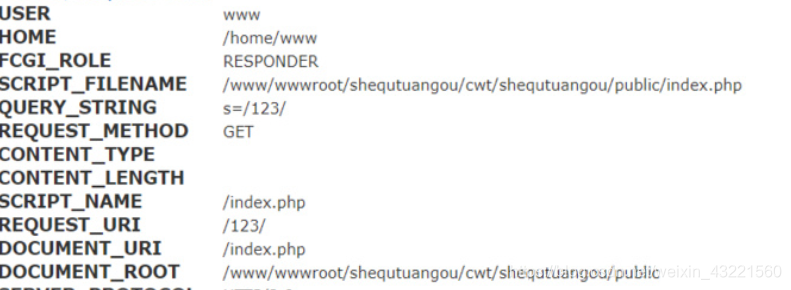 USER www
HOME /home/www
FCGI_ROLE RESPONDER
SCRIPT_FILENAME /www/wwwroot/shequtuangou/cwt/shequtuangou/public/index.php
QUERY_STRING s=/123/
REQUEST_METHOD GET
CONTENT_TYPE
CONTENT_LENGTH
SCRIPT_NAME /index.php
REQUEST_URI /123/
DOCUMENT_URI /index.php
DOCUMENT_ROOT /www/wwwroot/shequtuangou/cwt/shequtuangou/public
weixin_43221560